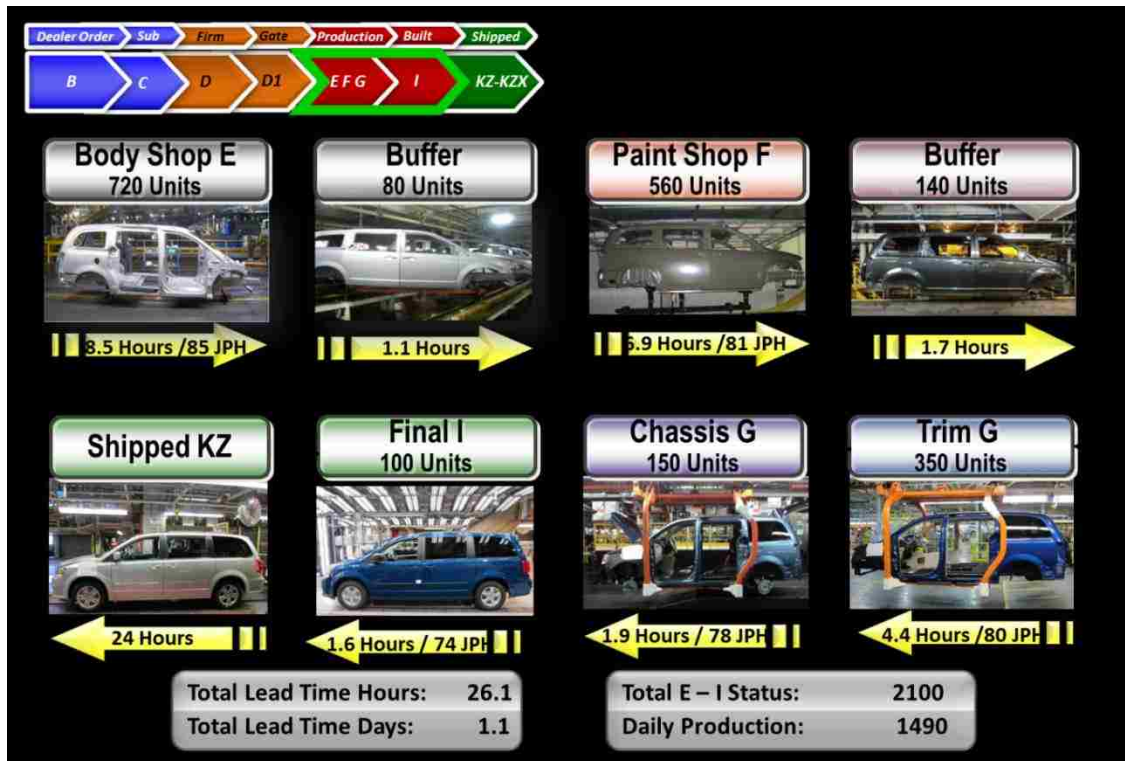 Dealer Order Sub Firm Gate Production Built Shipped
B C D D1 E F G I KZ-KZX
Body Shop E
720 Units
Buffer
80 Units
Paint Shop F
560 Units
Buffer
140 Units
8.5 Hours /85 JPH
1.1 Hours
6.9 Hours /81 JPH
1.7 Hours
Shipped KZ
Final I
100 Units
Chassis G
150 Units
Trim G
350 Units
24 Hours
1.6 Hours / 74 JPH
1.9 Hours / 78 JPH
4.4 Hours /80 JPH
Total Lead Time Hours: 26.1
Total Lead Time Days: 1.1
Total E – I Status: 2100
Daily Production: 1490